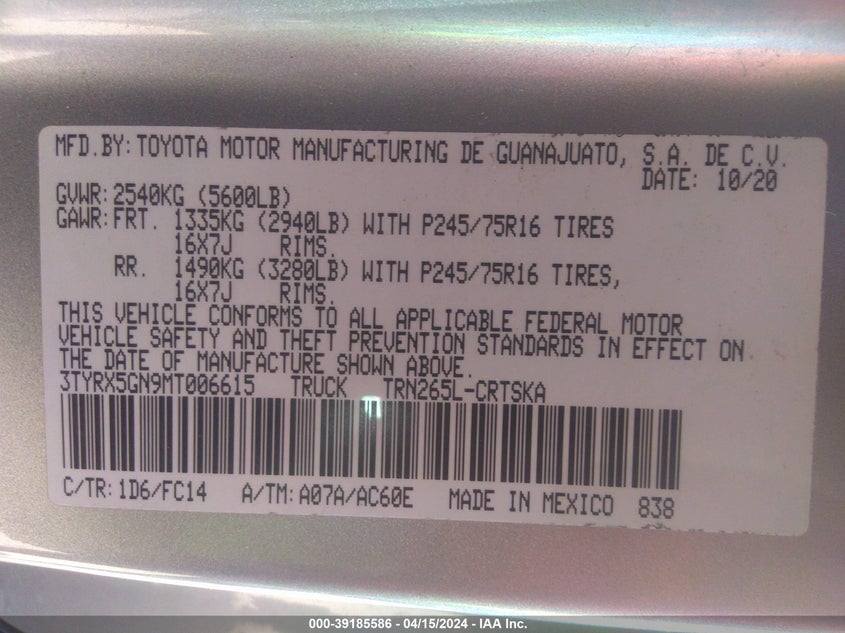 MFD.BY: TOYOTA MOTOR MANUFACTURING DE GUANAJUATO, S.A. DE C.V.
DATE: 10/20
GVWR: 2540KG (5600LB)
GAWR: FRT. 1335KG (2940LB) WITH P245/75R16 TIRES
16X7J RIMS.
RR. 1490KG (3280LB) WITH P245/75R16 TIRES,
16X7J RIMS.
THIS VEHICLE CONFORMS TO ALL APPLICABLE FEDERAL MOTOR
VEHICLE SAFETY AND THEFT PREVENTION STANDARDS IN EFFECT ON
THE DATE OF MANUFACTURE SHOWN ABOVE.
3TYRX5GN9MT006615 TRUCK TRN265L-CRTSKA
C/TR: 1D6/FC14 A/TM: A07A/AC60E MADE IN MEXICO 838
000-39185586 - 04/15/2024 - IAA Inc.